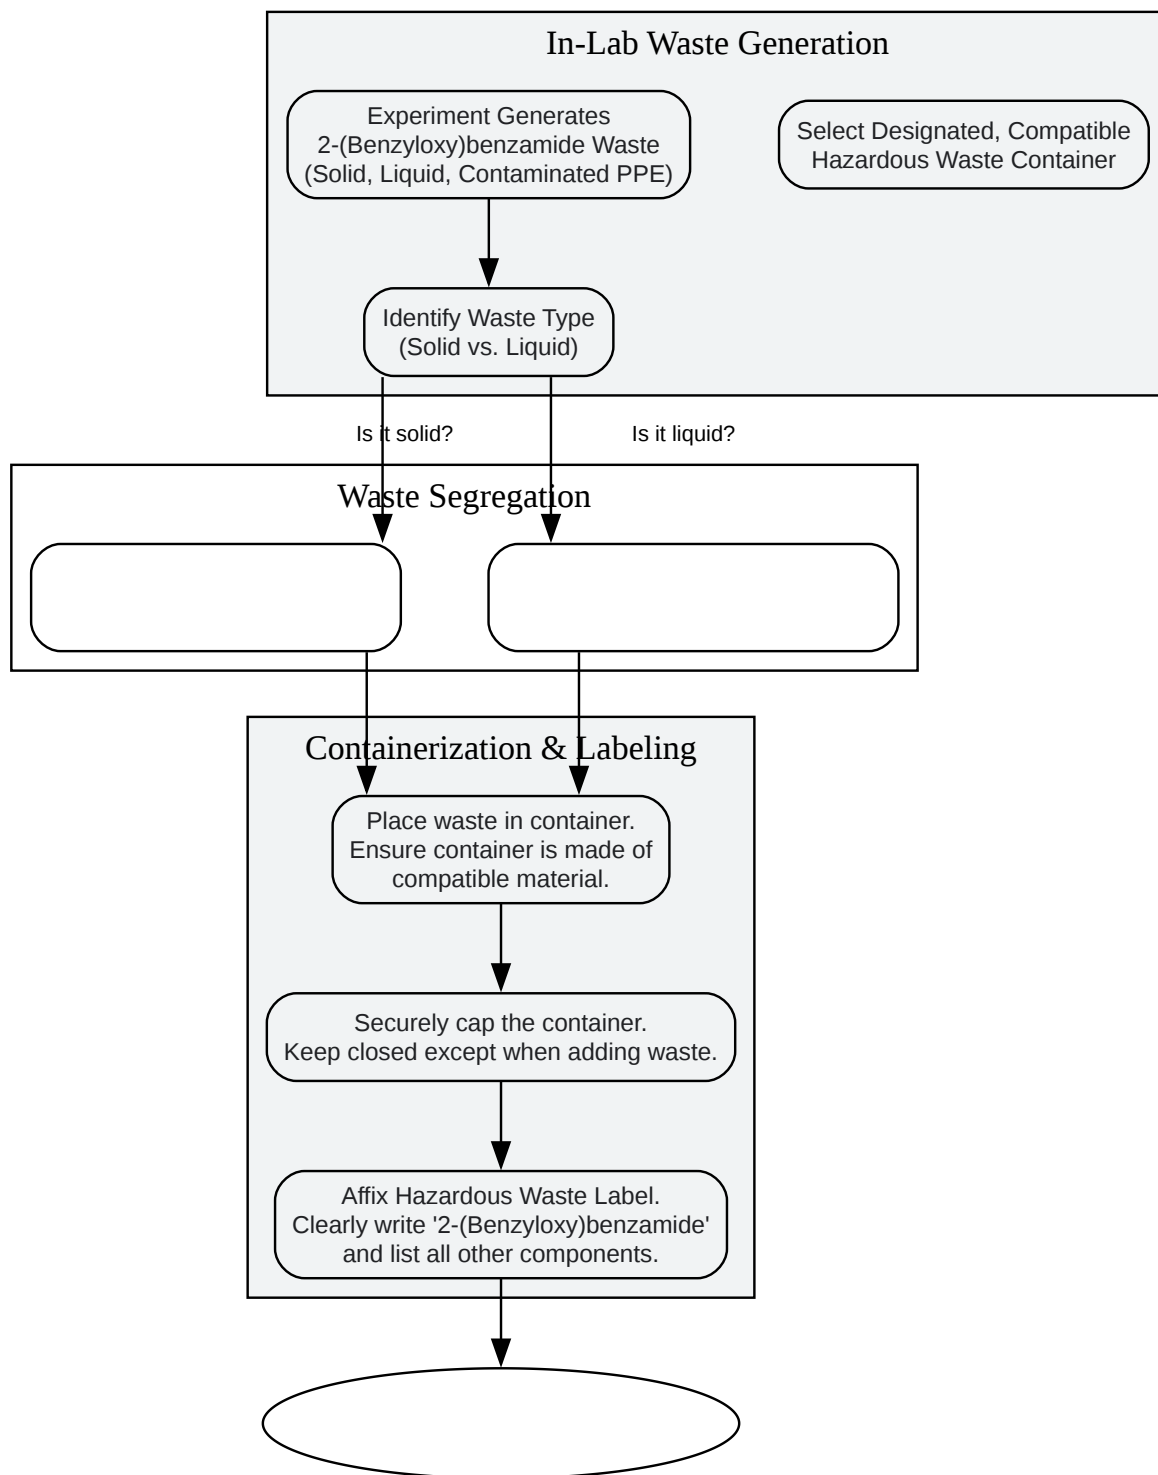 In-Lab Waste Generation
Experiment Generates
2-(Benzyloxy)benzamide Waste
(Solid, Liquid, Contaminated PPE)
Select Designated, Compatible
Hazardous Waste Container
Identify Waste Type
(Solid vs. Liquid)
Is it solid?
Is it liquid?
Waste Segregation
Containerization & Labeling
Place waste in container.
Ensure container is made of
compatible material.
Securely cap the container.
Keep closed except when adding waste.
Affix Hazardous Waste Label.
Clearly write '2-(Benzyloxy)benzamide'
and list all other components.